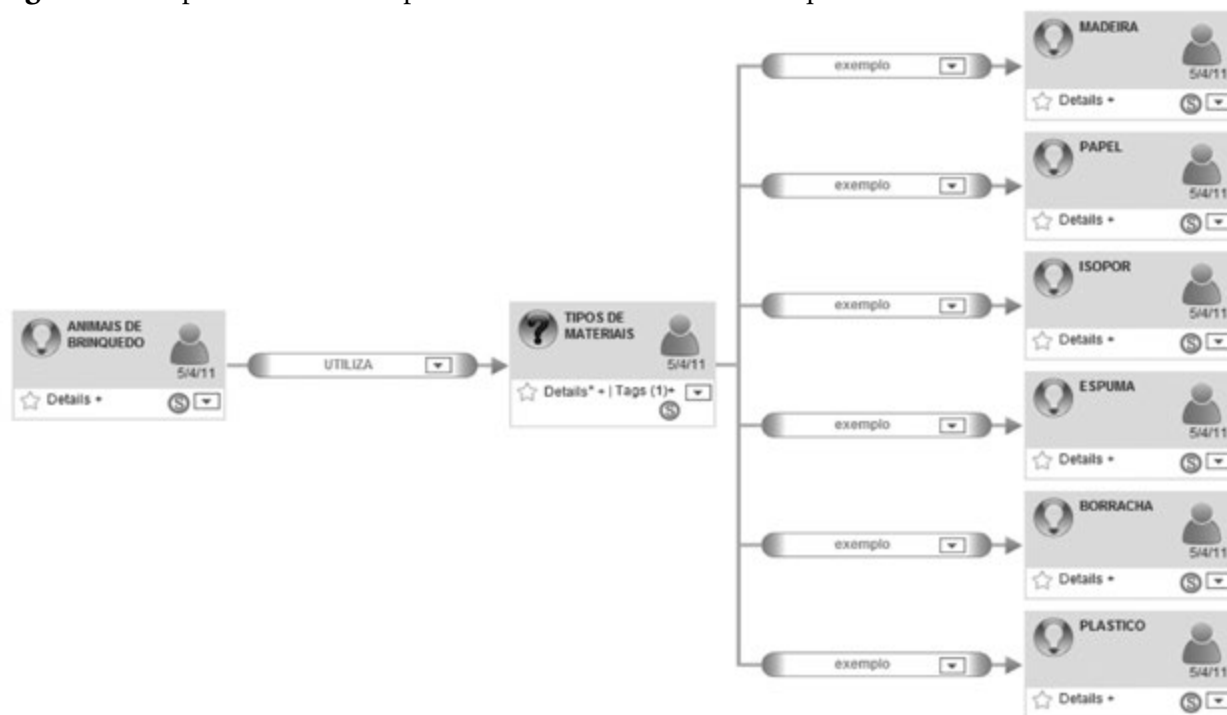 MADEIRA
5/4/11
Details +
S
exemplo
PAPEL
5/4/11
Details +
S
exemplo
ISOPOR
5/4/11
Details +
S
exemplo
ANIMAIS DE
BRINQUEDO
5/4/11
Details +
S
UTILIZA
TIPOS DE
MATERIAIS
5/4/11
Details* + | Tags (1)+
S
ESPUMA
5/4/11
Details +
S
exemplo
BORRACHA
5/4/11
Details +
S
exemplo
PLASTICO
5/4/11
Details +
S
exemplo